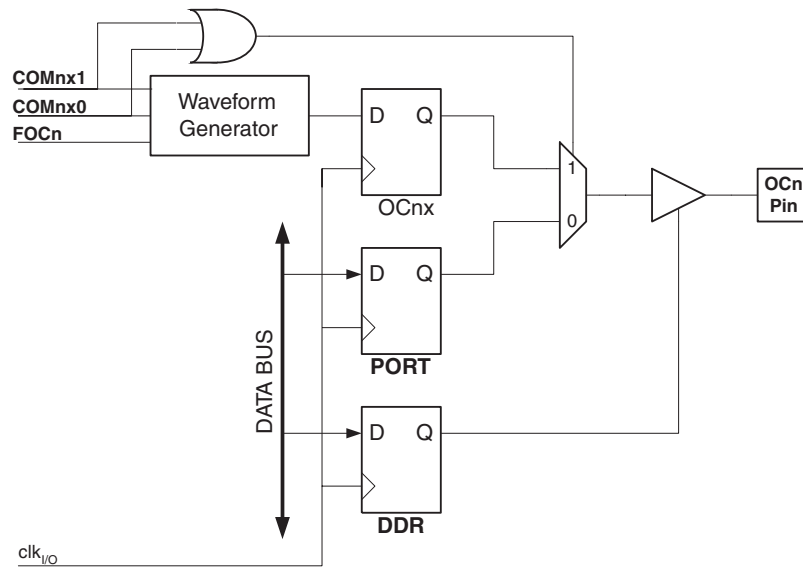 COMnx1
COMnx0
FOCn
Waveform
Generator
D Q
OCnx
1
0
OCn
Pin
D Q
PORT
D Q
DDR
DATA BUS
clkI/O